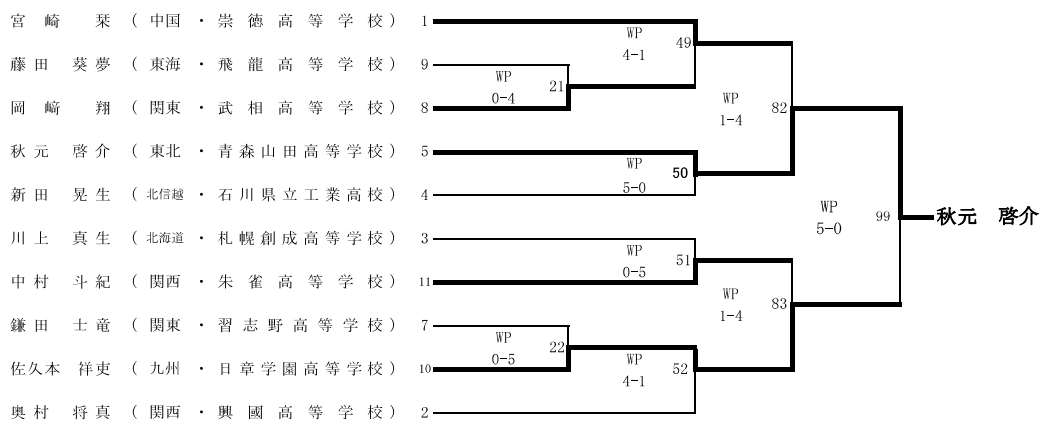 宮崎 栞 ( 中国 ・ 崇徳高等学校 ) 1
WP
4-1
49
藤田 葵夢 ( 東海 ・ 飛龍高等学校 ) 9
WP
0-4
21
岡﨑 翔 ( 関東 ・ 武相高等学校 ) 8
WP
1-4
82
秋元 啓介 ( 東北 ・ 青森山田高等学校 ) 5
WP
5-0
50
新田 晃生 ( 北信越 ・ 石川県立工業高校 ) 4
WP
5-0
99
秋元 啓介
川上 真生 ( 北海道 ・ 札幌創成高等学校 ) 3
WP
0-5
51
中村 斗紀 ( 関西 ・ 朱雀高等学校 ) 11
WP
1-4
83
鎌田 士竜 ( 関東 ・ 習志野高等学校 ) 7
WP
0-5
22
佐久本 祥吏 ( 九州 ・ 日章学園高等学校 ) 10
WP
4-1
52
奥村 将真 ( 関西 ・ 興國高等学校 ) 2